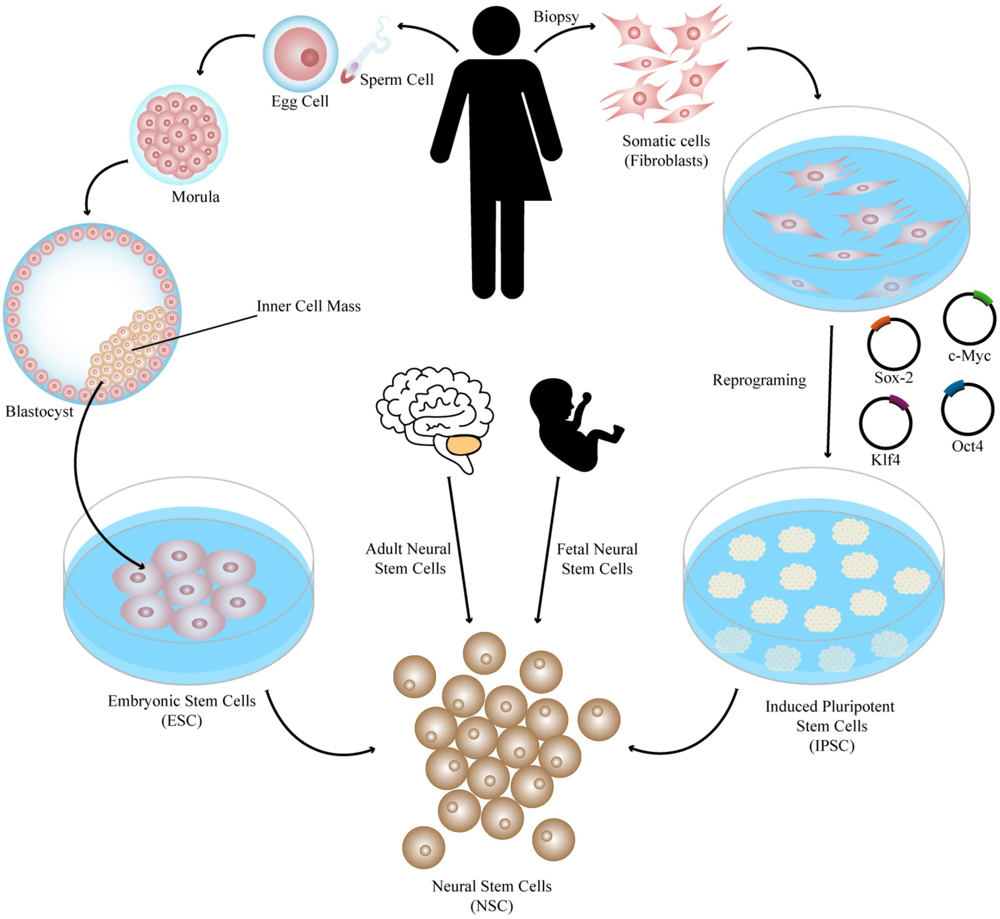 Biopsy
Sperm Cell
Egg Cell
Somatic cells
(Fibroblasts)
Morula
Inner Cell Mass
c-Myc
Sox-2
Reprograming
Blastocyst
Oct4
Klf4
Adult Neural
Stem Cells
Fetal Neural
Stem Cells
Embryonic Stem Cells
(ESC)
Induced Pluripotent
Stem Cells
(IPSC)
Neural Stem Cells
(NSC)